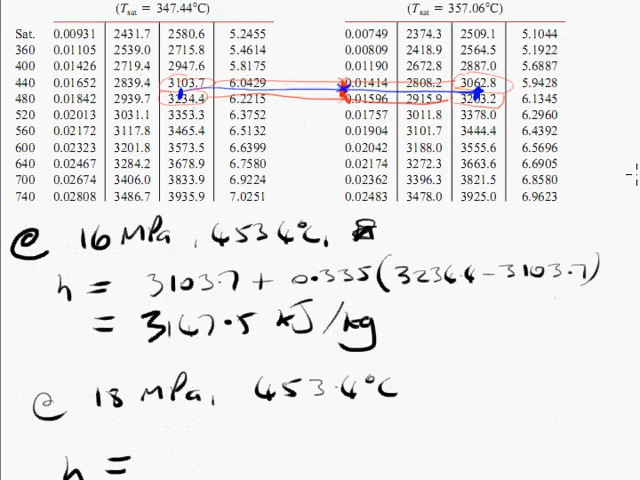 (Tsat = 347.44°C) (Tsat = 357.06°C)
Sat. 0.00931 2431.7 2580.6 5.2455 0.00749 2374.3 2509.1 5.1044
360 0.01105 2539.0 2715.8 5.4614 0.00809 2418.9 2564.5 5.1922
400 0.01426 2719.4 2947.6 5.8175 0.01190 2672.8 2887.0 5.6887
440 0.01652 2839.4 3103.7 6.0429 0.01414 2808.2 3062.8 5.9428
480 0.01842 2939.7 3234.4 6.2215 0.01596 2915.9 3203.2 6.1345
520 0.02013 3031.1 3353.3 6.3752 0.01757 3011.8 3378.0 6.2960
560 0.02172 3117.8 3465.4 6.5132 0.01904 3101.7 3444.4 6.4392
600 0.02323 3201.8 3573.5 6.6399 0.02042 3188.0 3555.6 6.5696
640 0.02467 3284.2 3678.9 6.7580 0.02174 3272.3 3663.6 6.6905
700 0.02674 3406.0 3833.9 6.9224 0.02362 3396.3 3821.5 6.8580
740 0.02808 3486.7 3935.9 7.0251 0.02483 3478.0 3925.0 6.9623
@ 16 MPa, 453.4°C,
h = 3103.7 + 0.335(3234.4 - 3103.7)
= 3147.5 kJ/kg
@ 18 MPa, 453.4°C
h =